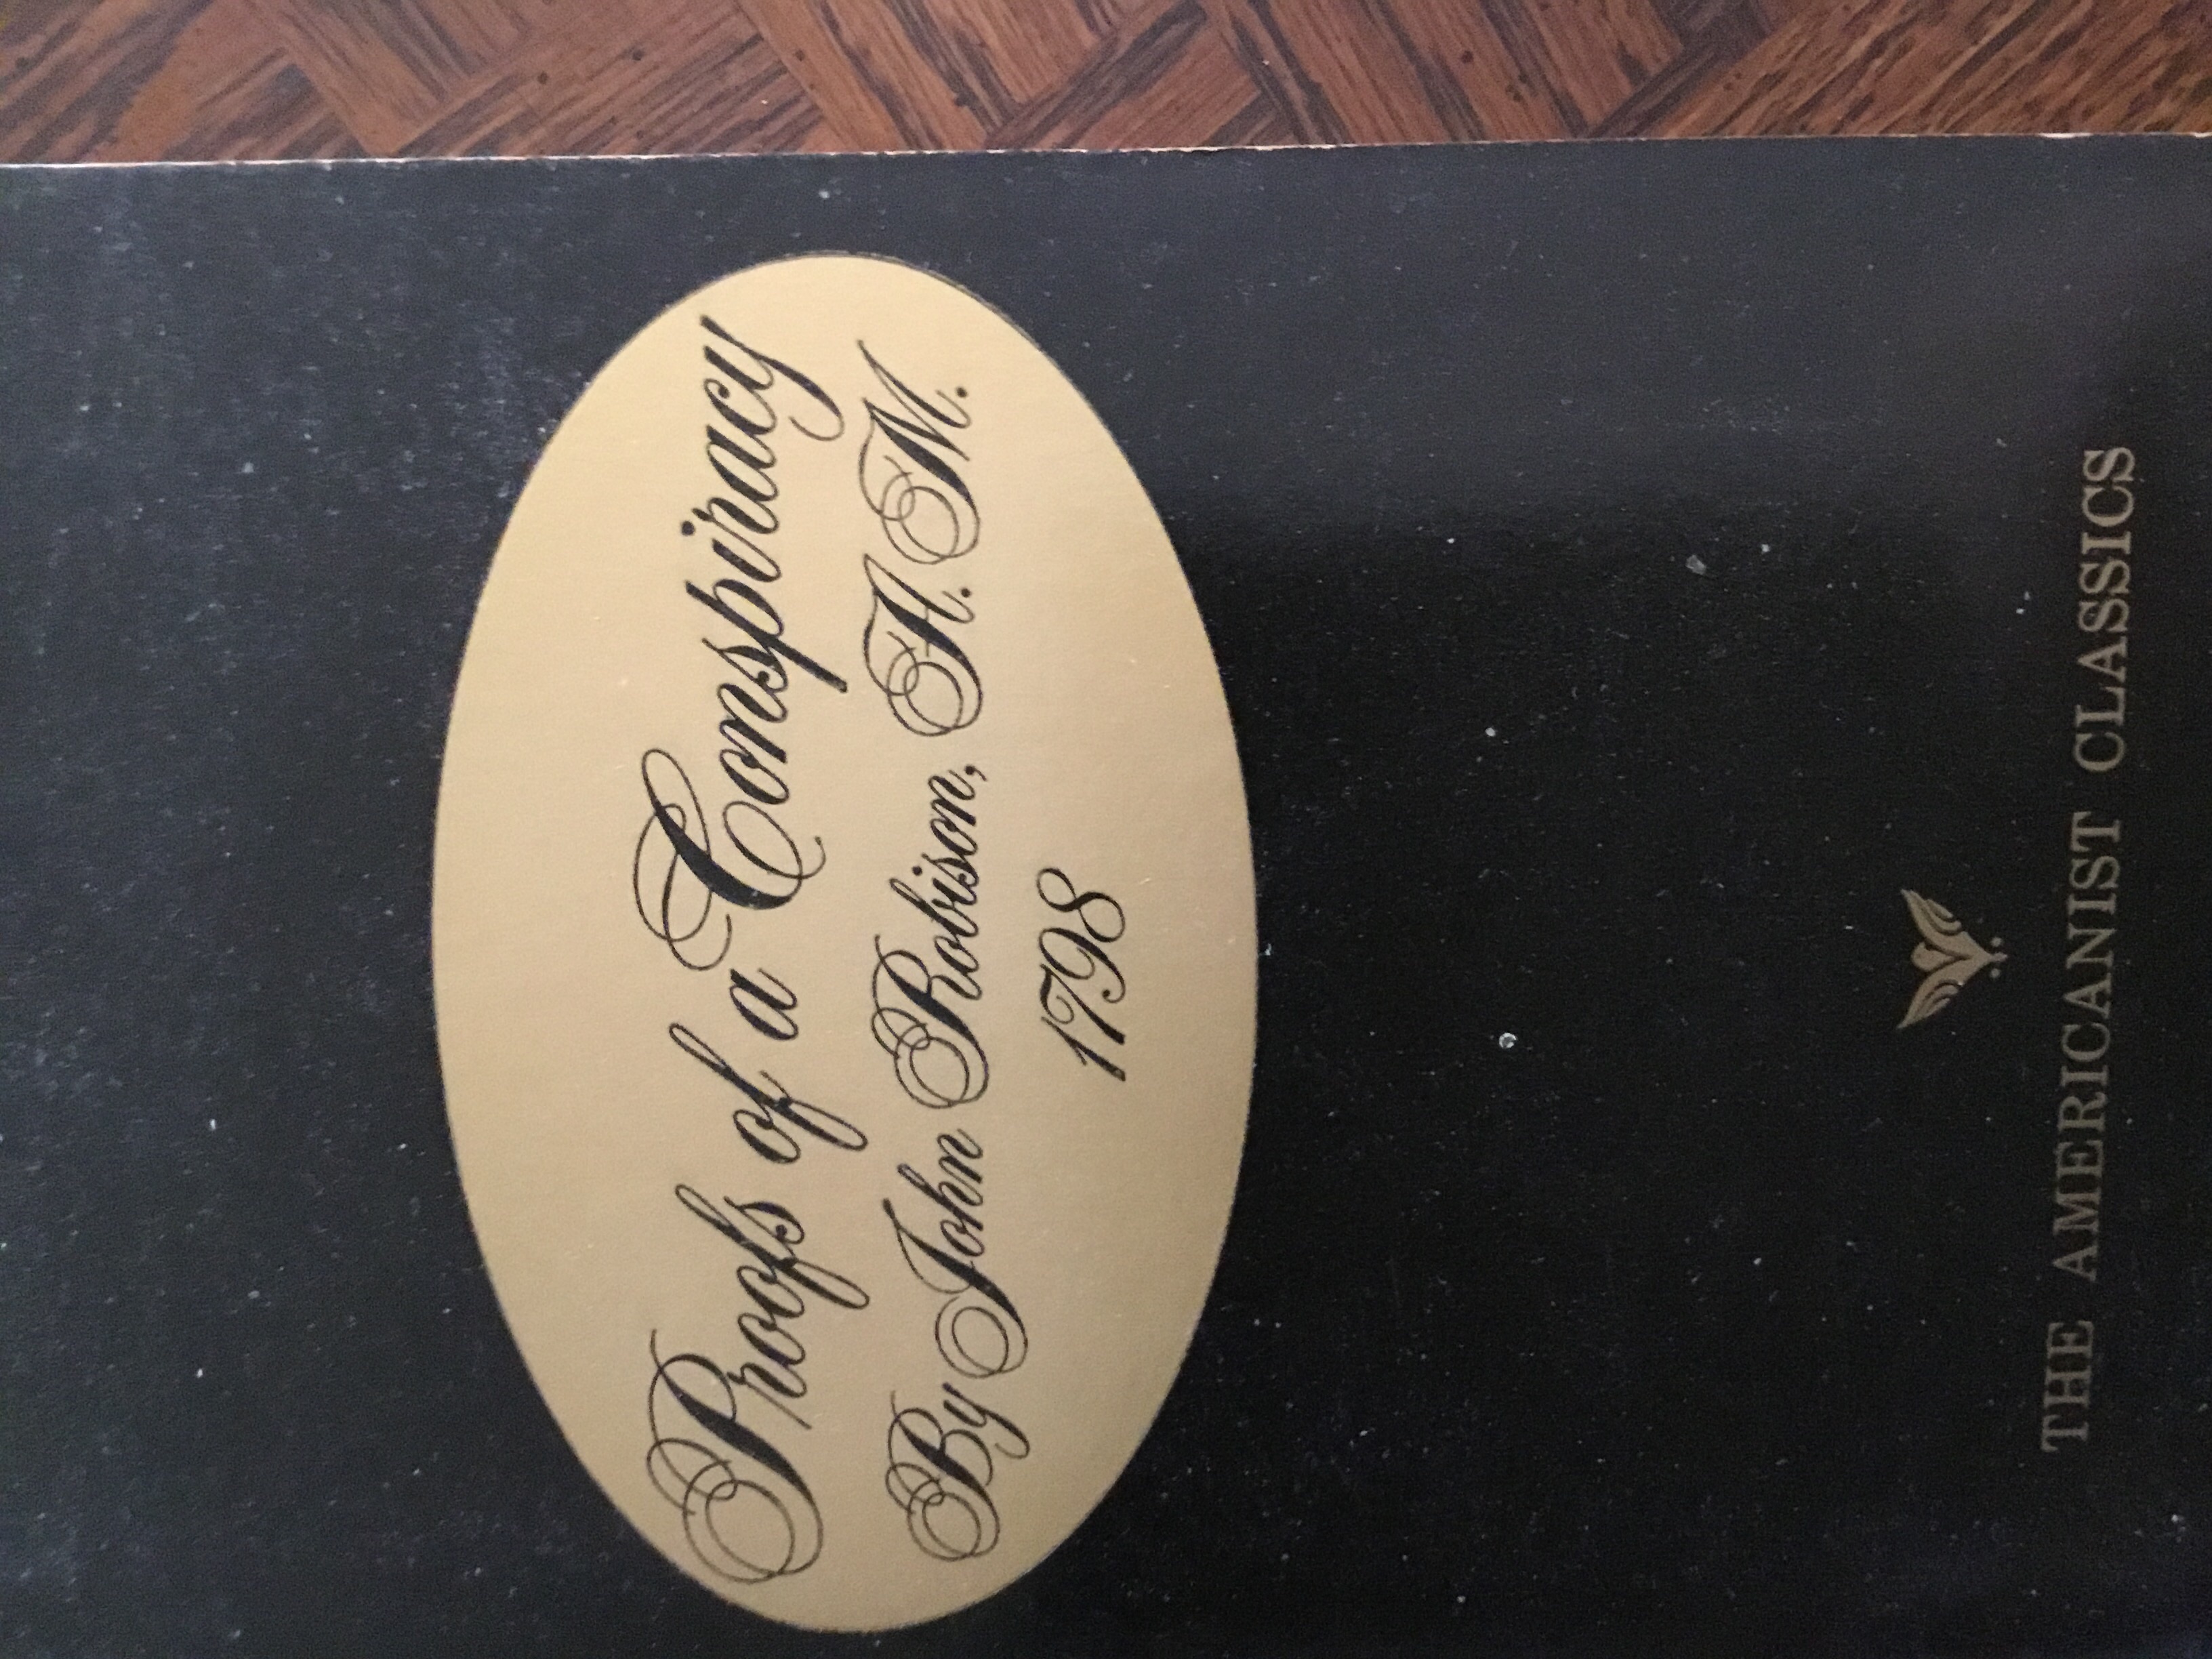 Proofs of a Conspiracy
By John Robison, A. M.
1798
THE AMERICANIST CLASSICS